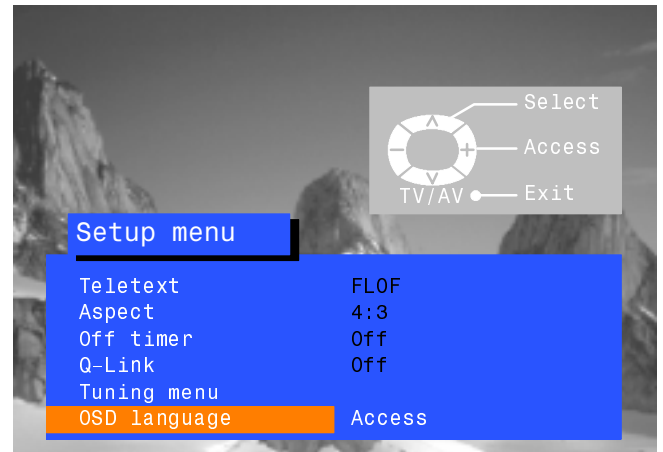 Select
Access
TV/AV Exit
Setup menu
Teletext FLOF
Aspect 4:3
Off timer Off
Q-Link Off
Tuning menu
OSD language Access